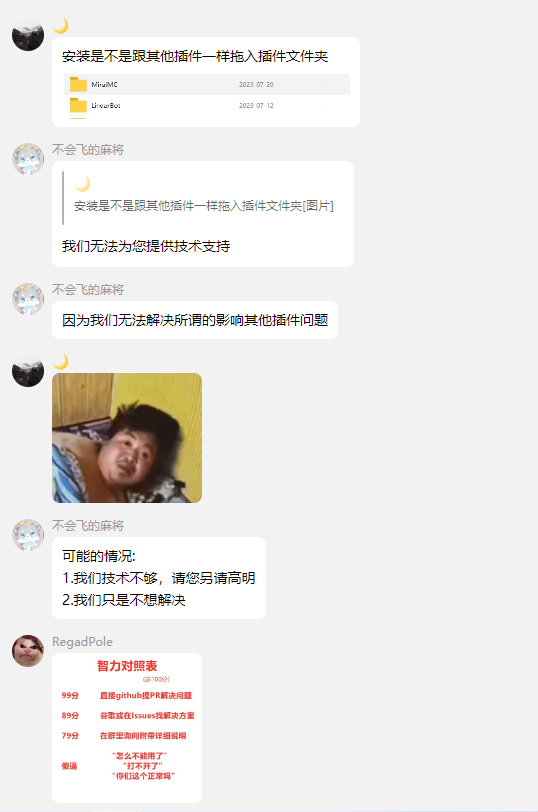 🌙
安装是不是跟其他插件一样拖入插件文件夹
MiraiMC 2023-07-20
LinearBot 2023-07-12
不会飞的麻将
🌙
安装是不是跟其他插件一样拖入插件文件夹[图片]
我们无法为您提供技术支持
不会飞的麻将
因为我们无法解决所谓的影响其他插件问题
🌙
不会飞的麻将
可能的情况:
1.我们技术不够，请您另请高明
2.我们只是不想解决
RegadPole
智力对照表
(总100分)
99分 直接github提PR解决问题
89分 谷歌或在Issues找解决方案
79分 在群里询问附带详细说明
傻逼 "怎么不能用了"
"打不开了"
"你们这个正常吗"